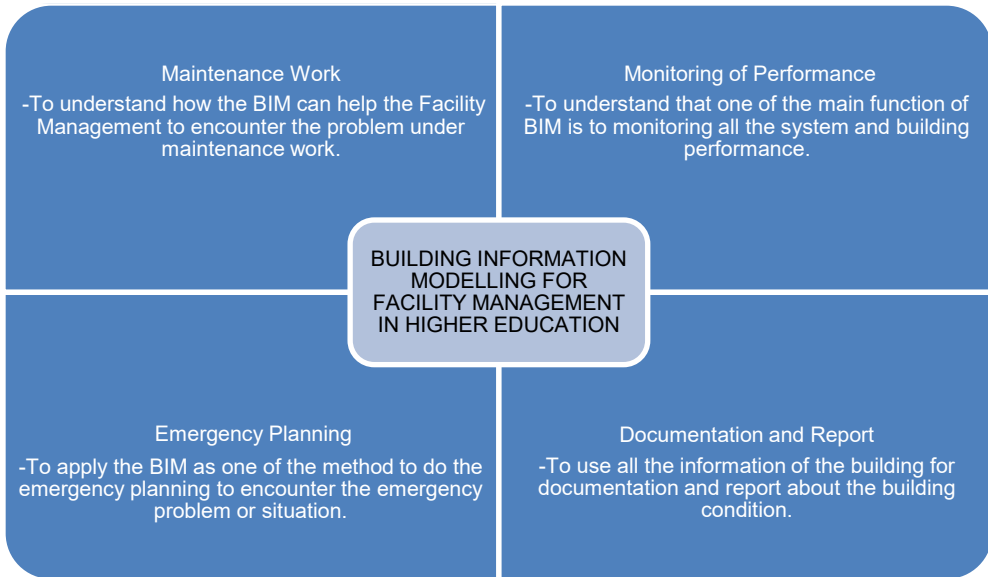 Maintenance Work
-To understand how the BIM can help the Facility
Management to encounter the problem under
maintenance work.
Monitoring of Performance
-To understand that one of the main function of
BIM is to monitoring all the system and building
performance.
BUILDING INFORMATION
MODELLING FOR
FACILITY MANAGEMENT
IN HIGHER EDUCATION
Emergency Planning
-To apply the BIM as one of the method to do the
emergency planning to encounter the emergency
problem or situation.
Documentation and Report
-To use all the information of the building for
documentation and report about the building
condition.